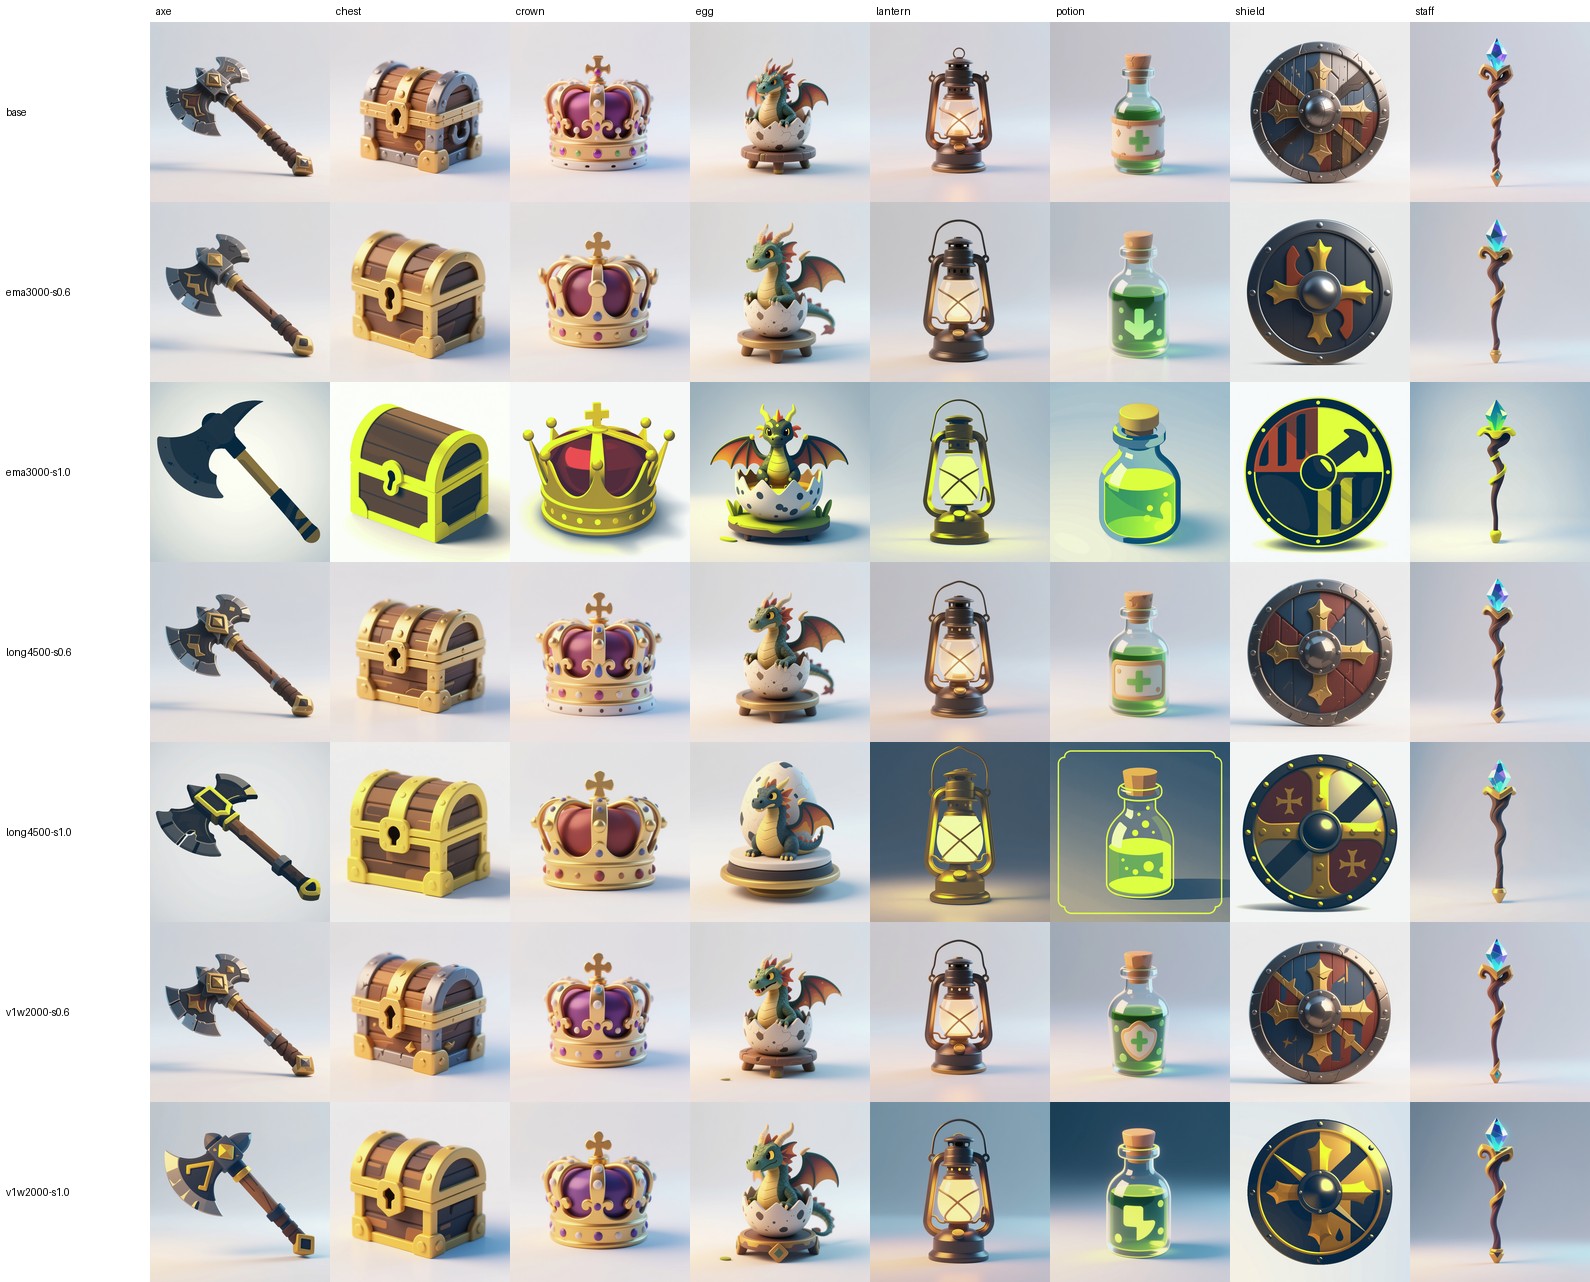 axe chest crown egg lantern potion shield staff
base
ema3000-s0.6
ema3000-s1.0
long4500-s0.6
long4500-s1.0
v1w2000-s0.6
v1w2000-s1.0